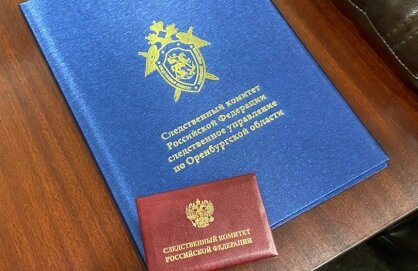 Следственный комитет
Российской Федерации
следственное управление
по Оренбургской области
СЛЕДСТВЕННЫЙ КОМИТЕТ
РОССИЙСКОЙ ФЕДЕРАЦИИ